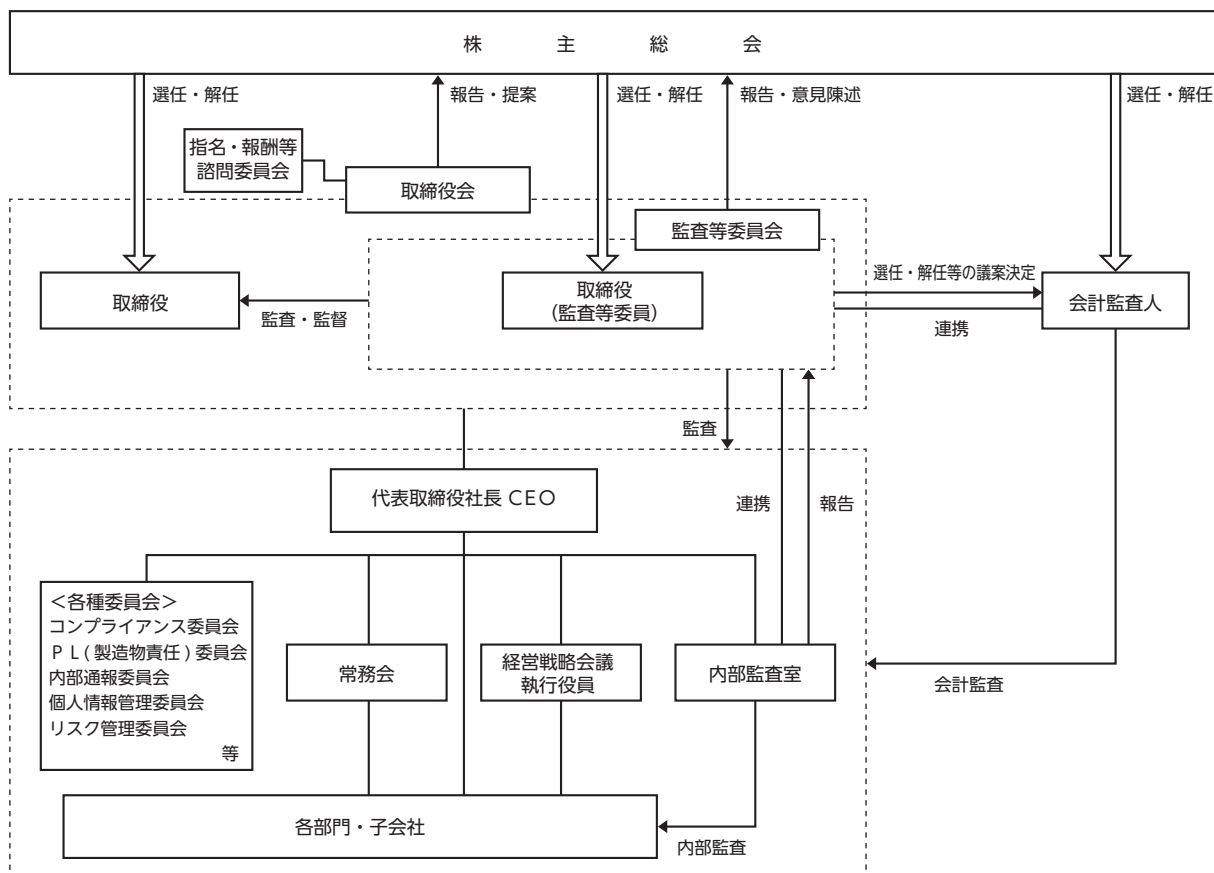 株主総会
選任・解任
報告・提案
選任・解任
報告・意見陳述
選任・解任
指名・報酬等
諮問委員会
取締役会
監査等委員会
取締役
監査・監督
取締役
（監査等委員）
選任・解任等の議案決定
連携
会計監査人
監査
代表取締役社長 CEO
連携
報告
＜各種委員会＞
コンプライアンス委員会
ＰＬ(製造物責任)委員会
内部通報委員会
個人情報管理委員会
リスク管理委員会
等
常務会
経営戦略会議
執行役員
内部監査室
会計監査
各部門・子会社
内部監査